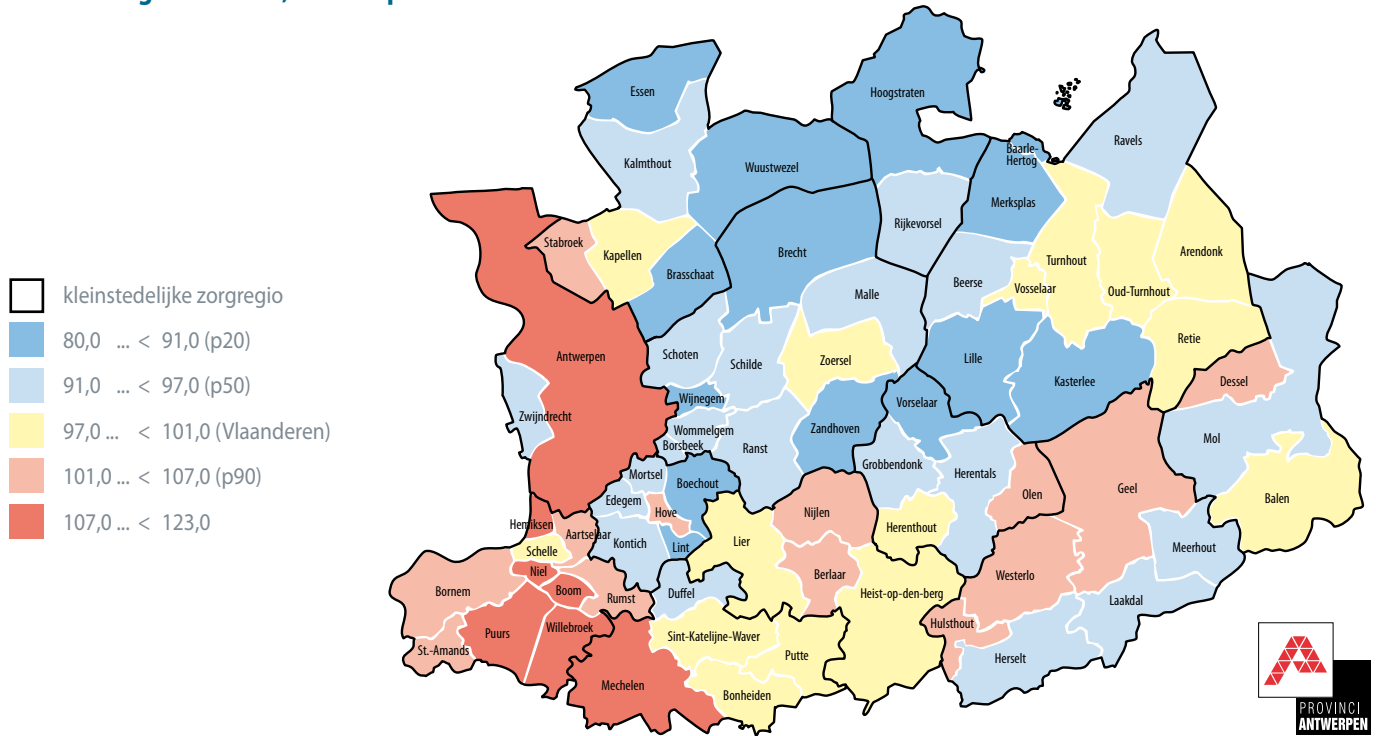 Essen
Hoogstraten
Ravels
Kalmthout
Wuustwezel
Baarle-
Hertog
Merksplas
Rijkevorsel
Stabroek
Kapellen
Brecht
Turnhout
Arendonk
Brasschaat
Beerse
Vosselaar
Oud-Turnhout
Malle
kleinstedelijke zorgregio
80,0 ... < 91,0 (p20)
91,0 ... < 97,0 (p50)
97,0 ... < 101,0 (Vlaanderen)
101,0 ... < 107,0 (p90)
107,0 ... < 123,0
Antwerpen
Schoten
Schilde
Zoersel
Lille
Kasterlee
Retie
Dessel
Zwijndrecht
Wijnegem
Vorselaar
Wommelgem
Borsbeek
Ranst
Zandhoven
Mol
Grobbendonk
Herentals
Mortsel
Boechout
Olen
Geel
Balen
Edegem
Hove
Nijlen
Herenthout
Hemiksen
Aartselaar
Kontich
Lint
Lier
Meerhout
Schelle
Niel
Berlaar
Westerlo
Bornem
Boom
Rumst
Duffel
Heist-op-den-berg
Laakdal
Puurs
Willebroek
Sint-Katelijne-Waver
Hulsthout
St.-Amands
Putte
Herselt
Mechelen
Bonheiden
PROVINCI
ANTWERPEN